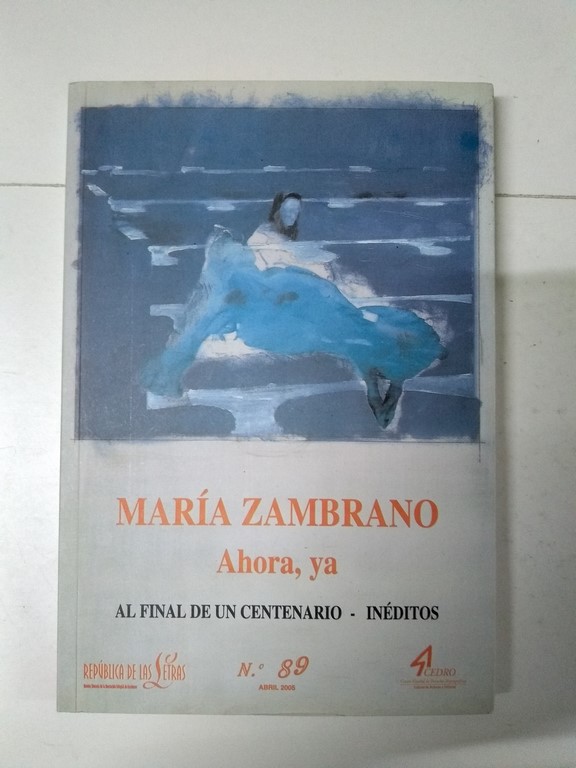 MARÍA ZAMBRANO
Ahora, ya
AL FINAL DE UN CENTENARIO - INÉDITOS
REPÚBLICA DE LAS LETRAS
N.º 89
ABRIL 2005
CEDRO